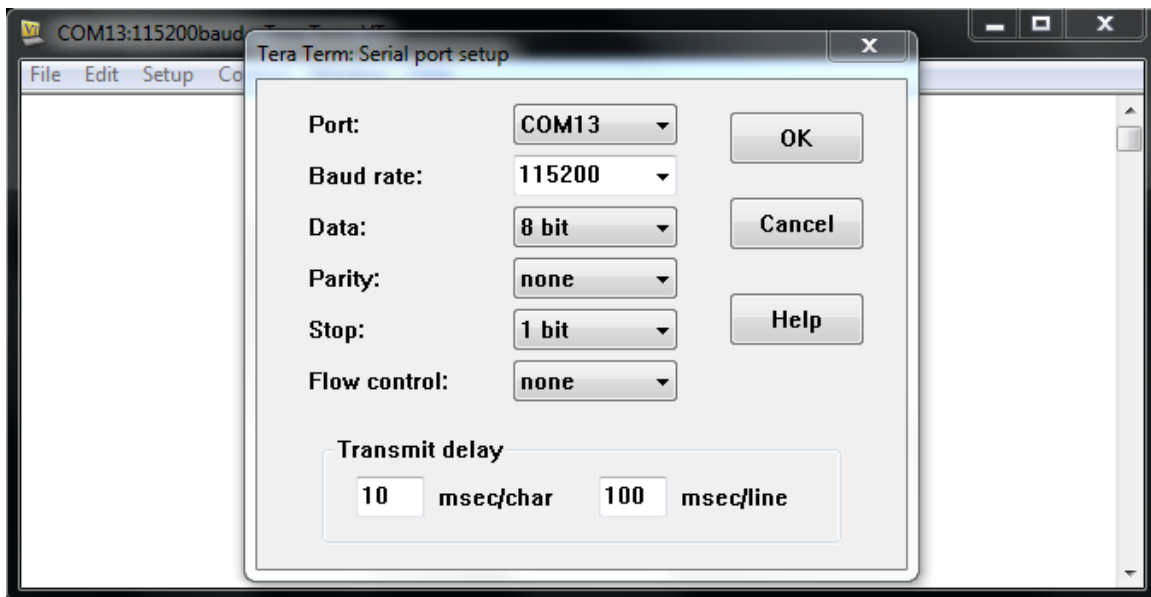 COM13:115200baud
Tera Term: Serial port setup
File Edit Setup
Port: COM13
OK
Baud rate: 115200
Data: 8 bit
Cancel
Parity: none
Stop: 1 bit
Help
Flow control: none
Transmit delay
10 msec/char 100 msec/line